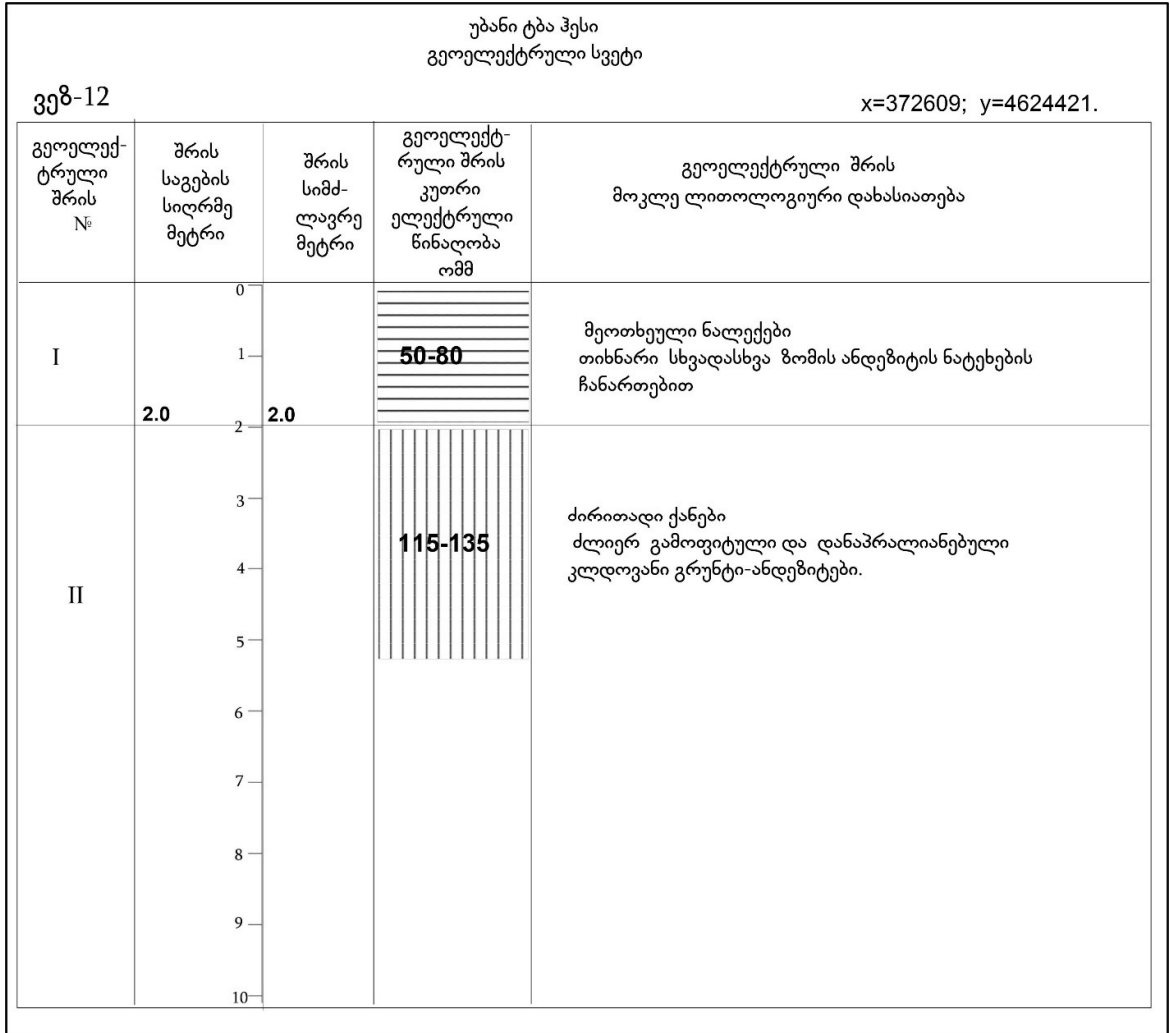 უბანი ტბა ჰესი
გეოელექტრული სვეტი
ვეზ-12
x=372609; y=4624421.
გეოელექ-
ტრული
შრის
№
შრის
საგების
სიღრმე
მეტრი
შრის
სიმძ-
ლავრე
მეტრი
გეოელექტ-
რული შრის
კუთრი
ელექტრული
წინაღობა
ომმ
გეოელექტრული შრის
მოკლე ლითოლოგიური დახასიათება
I
2.0
2.0
50-80
მეოთხეული ნალექები
თიხნარი სხვადასხვა ზომის ანდეზიტის ნატეხების
ჩანართებით
II
115-135
ძირითადი ქანები
ძლიერ გამოფიტული და დანაპრალიანებული
კლდოვანი გრუნტი-ანდეზიტები.
0
1
2
3
4
5
6
7
8
9
10